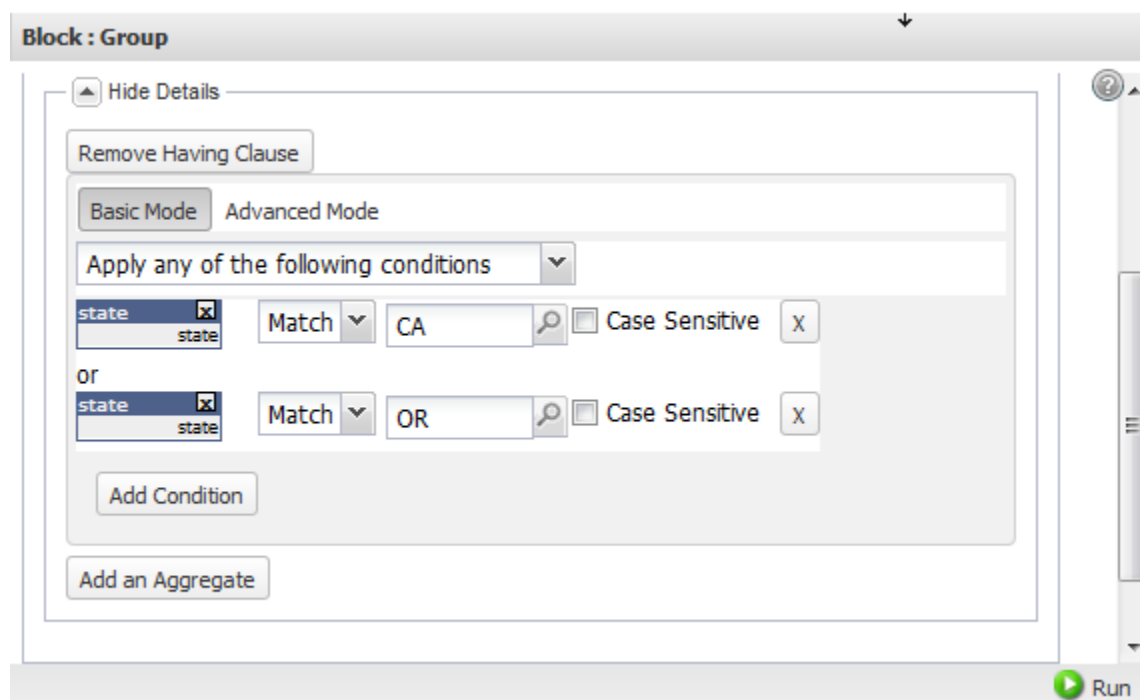 Block : Group
Hide Details
Remove Having Clause
Basic Mode Advanced Mode
Apply any of the following conditions
state x
state
Match CA Case Sensitive x
or
state x
state
Match OR Case Sensitive x
Add Condition
Add an Aggregate
Run